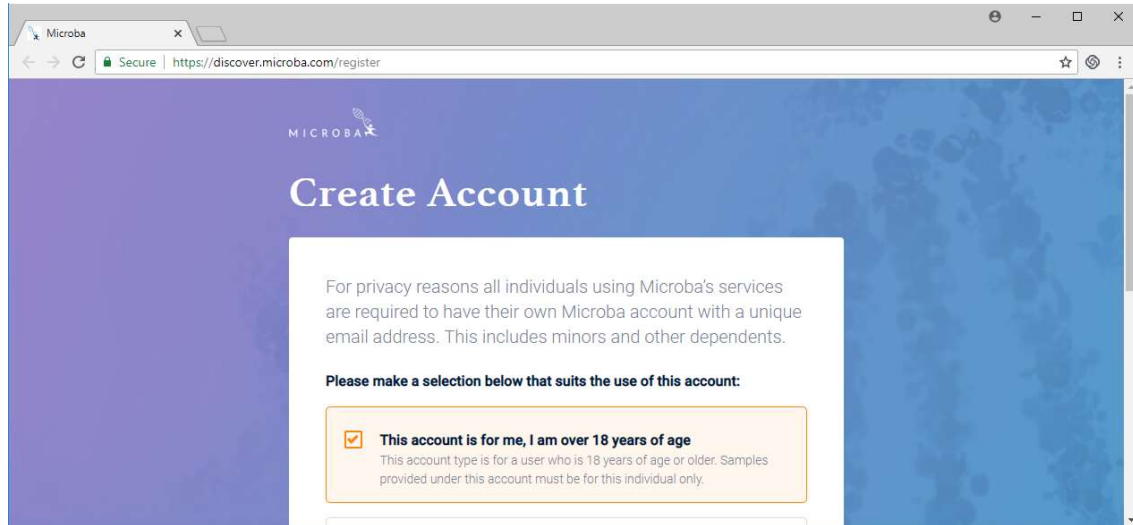 Microba
Secure
https://discover.microba.com/register
MICROBA
Create Account
For privacy reasons all individuals using Microba's services
are required to have their own Microba account with a unique
email address. This includes minors and other dependents.
Please make a selection below that suits the use of this account:
This account is for me, I am over 18 years of age
This account type is for a user who is 18 years of age or older. Samples
provided under this account must be for this individual only.